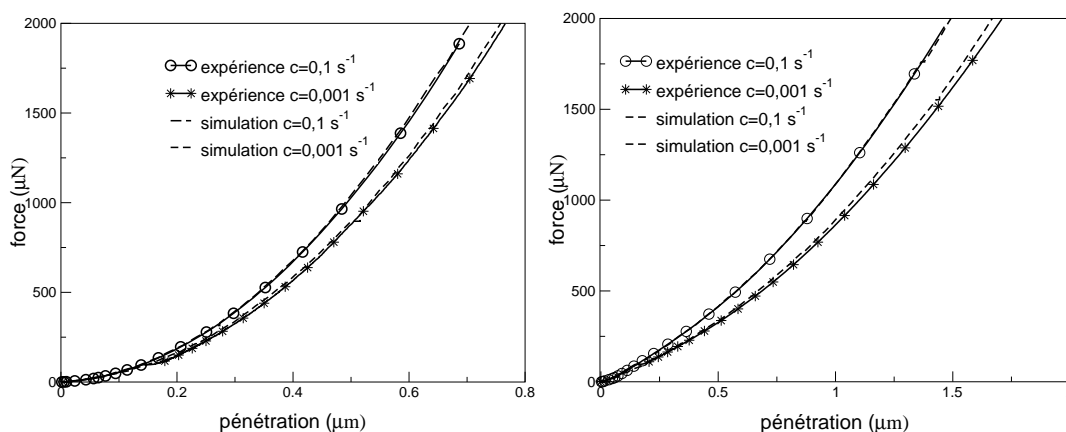 2000
1500
1000
500
0
force (μN)
expérience c=0,1 s⁻¹
expérience c=0,001 s⁻¹
simulation c=0,1 s⁻¹
simulation c=0,001 s⁻¹
0 0.2 0.4 0.6 0.8
pénétration (μm)
2000
1500
1000
500
0
force (μN)
expérience c=0,1 s⁻¹
expérience c=0,001 s⁻¹
simulation c=0,1 s⁻¹
simulation c=0,001 s⁻¹
0 0.5 1 1.5
pénétration (μm)